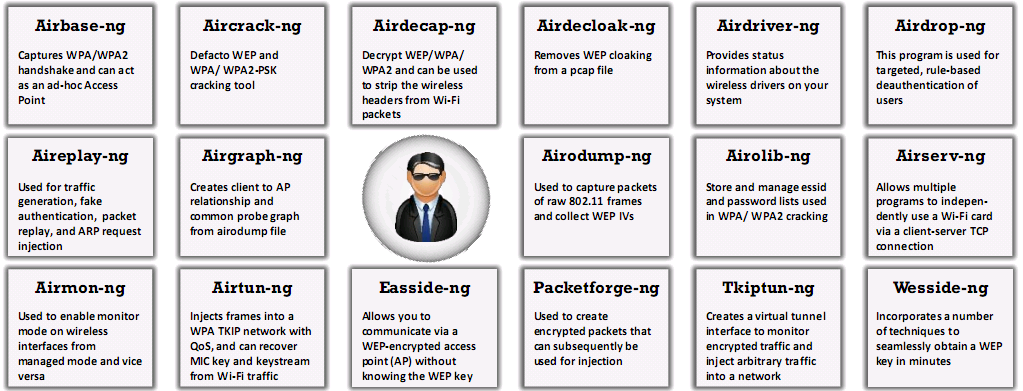 Airbase-ng
Captures WPA/WPA2
handshake and can act
as an ad-hoc Access
Point
Aircrack-ng
Defacto WEP and
WPA/ WPA2-PSK
cracking tool
Airdecap-ng
Decrypt WEP/WPA/
WPA2 and can be used
to strip the wireless
headers from Wi-Fi
packets
Airdecloak-ng
Removes WEP cloaking
from a pcap file
Airdriver-ng
Provides status
information about the
wireless drivers on your
system
Airdrop-ng
This program is used for
targeted, rule-based
deauthentication of
users
Aireplay-ng
Used for traffic
generation, fake
authentication, packet
replay, and ARP request
injection
Airgraph-ng
Creates client to AP
relationship and
common probe graph
from airodump file
Airodump-ng
Used to capture packets
of raw 802.11 frames
and collect WEP IVs
Airolib-ng
Store and manage essid
and password lists used
in WPA/ WPA2 cracking
Airserv-ng
Allows multiple
programs to indepen-
dently use a Wi-Fi card
via a client-server TCP
connection
Airmon-ng
Used to enable monitor
mode on wireless
interfaces from
managed mode and vice
versa
Airtun-ng
Injects frames into a
WPA TKIP network with
QoS, and can recover
MIC key and keystream
from Wi-Fi traffic
Easside-ng
Allows you to
communicate via a
WEP-encrypted access
point (AP) without
knowing the WEP key
Packetforge-ng
Used to create
encrypted packets that
can subsequently be
used for injection
Tkiptun-ng
Creates a virtual tunnel
interface to monitor
encrypted traffic and
inject arbitrary traffic
into a network
Wesside-ng
Incorporates a number
of techniques to
seamlessly obtain a WEP
key in minutes